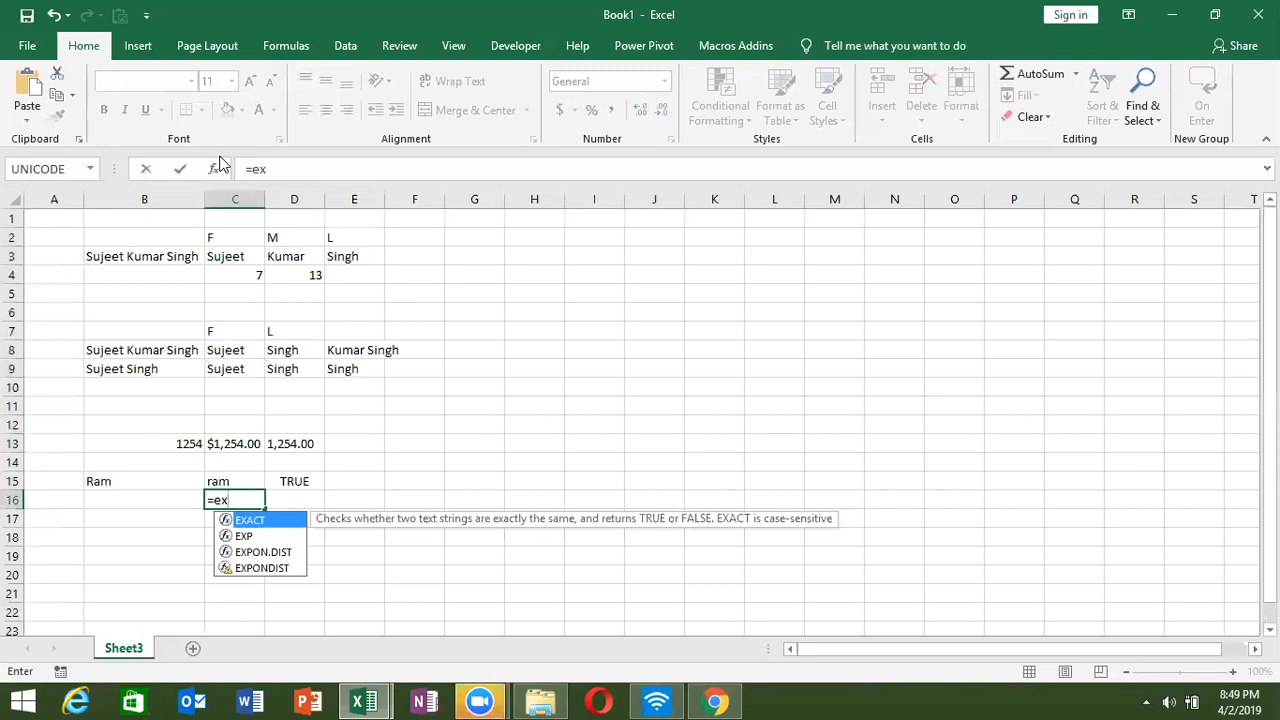 Book1 - Excel
Sign in
File Home Insert Page Layout Formulas Data Review View Developer Help Power Pivot Macros Addins Tell me what you want to do Share
11
Wrap Text
General
AutoSum
Paste
B I U
Merge & Center
$ % ,
Conditional Formatting
Format as Table
Cell Styles
Insert
Delete
Format
Fill
Clear
Sort & Filter
Find & Select
On Enter
Clipboard Font Alignment Number Styles Cells Editing New Group
UNICODE
fx
=ex
A B C D E F G H I J K L M N O P Q R S T
1
2 F M L
3 Sujeet Kumar Singh Sujeet Kumar Singh
4 7 13
5
6
7 F L
8 Sujeet Kumar Singh Sujeet Singh Kumar Singh
9 Sujeet Singh Sujeet Singh Singh
10
11
12
13 1254 $1,254.00 1,254.00
14
15 Ram ram TRUE
16 =ex
17 EXACT Checks whether two text strings are exactly the same, and returns TRUE or FALSE. EXACT is case-sensitive
18 EXP
19 EXPON.DIST
20 EXPONDIST
21
22
23
Sheet3
Enter
100%
8:49 PM
4/2/2019